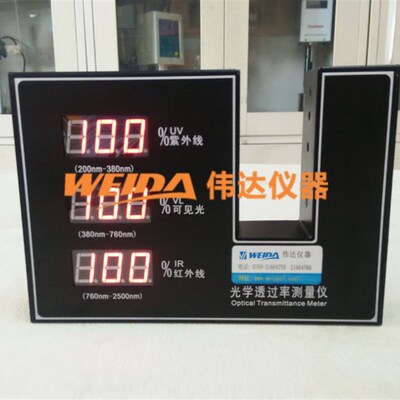 100 % UV 紫外线
(200nm-380nm)
WEIDA 伟达仪器
100 % VL 可见光
(380nm-760nm)
100 % IR 红外线
(760nm-2500nm)
WEIDA 伟达仪器
光学透过率测量仪
Optical Transmittance Meter